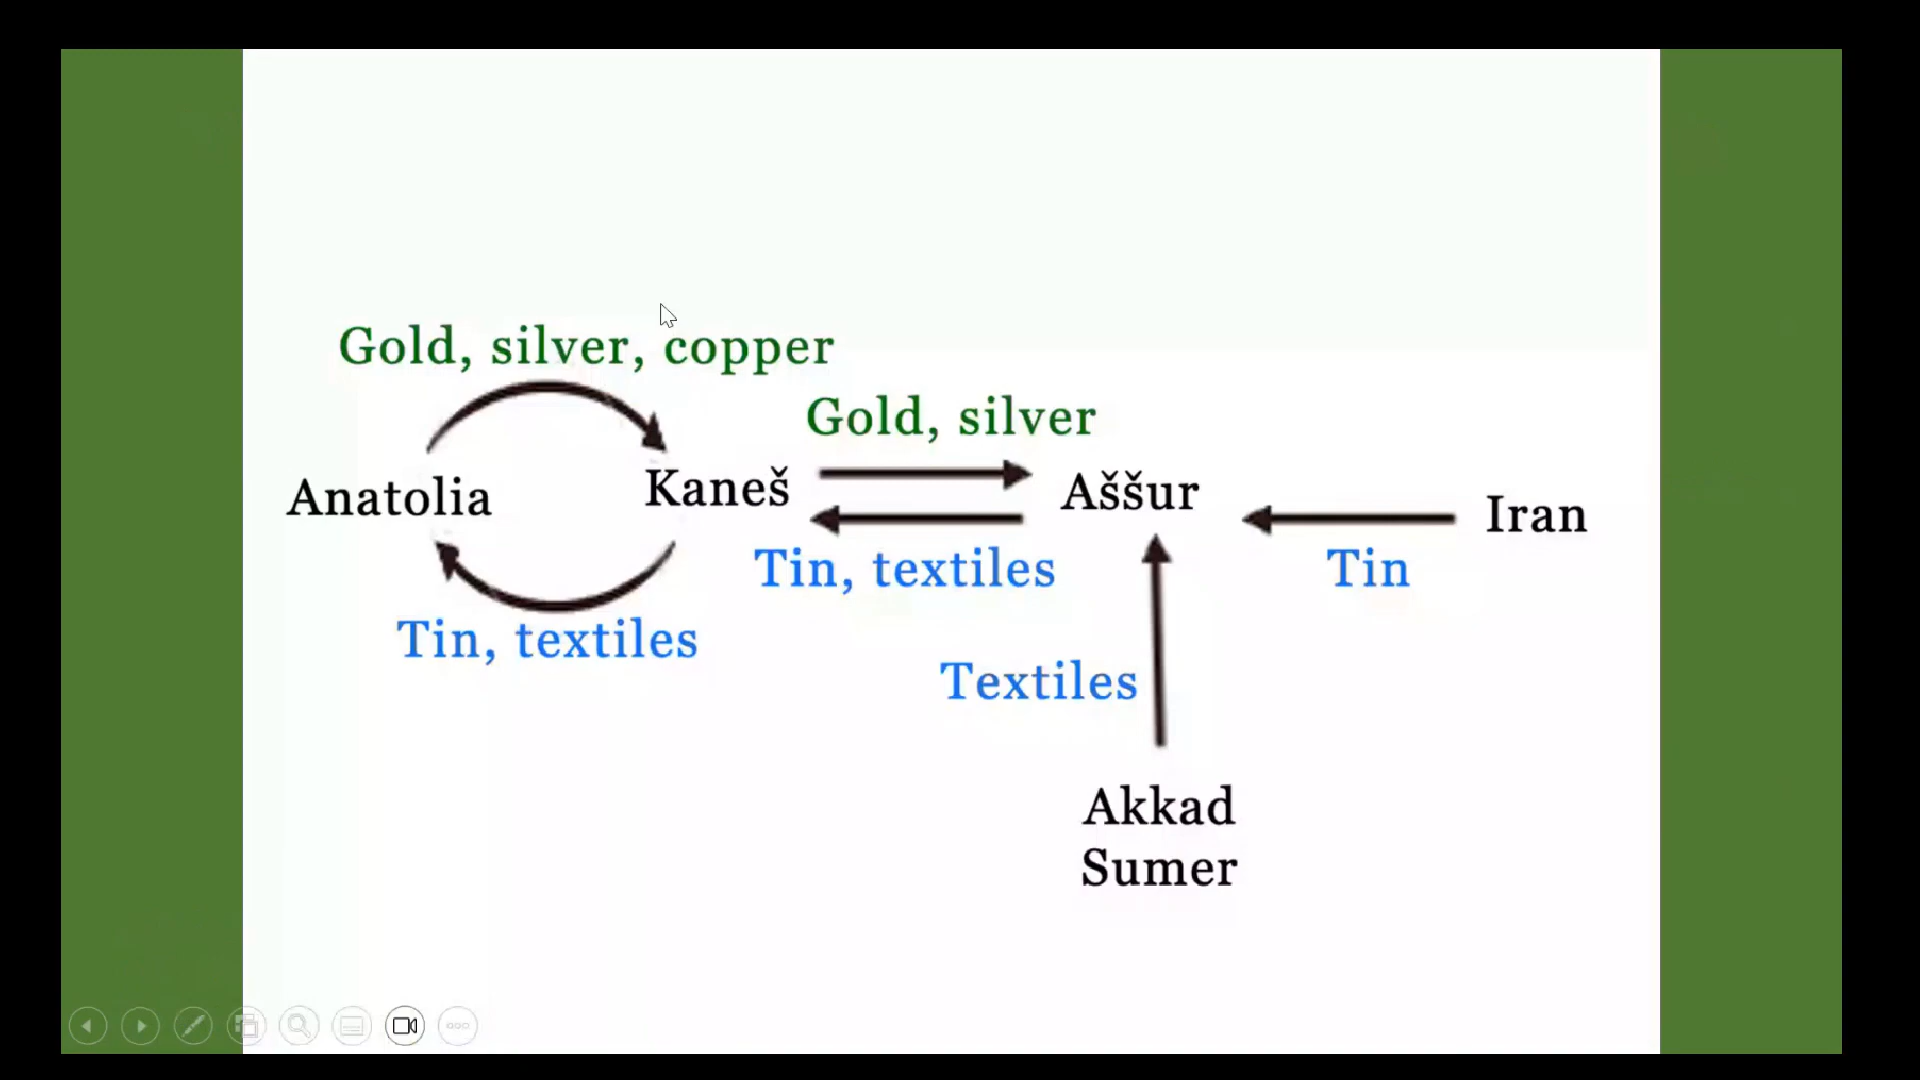 Gold, silver, copper
Gold, silver
Anatolia
Kaneš
Aššur
Iran
Tin, textiles
Tin
Tin, textiles
Textiles
Akkad
Sumer